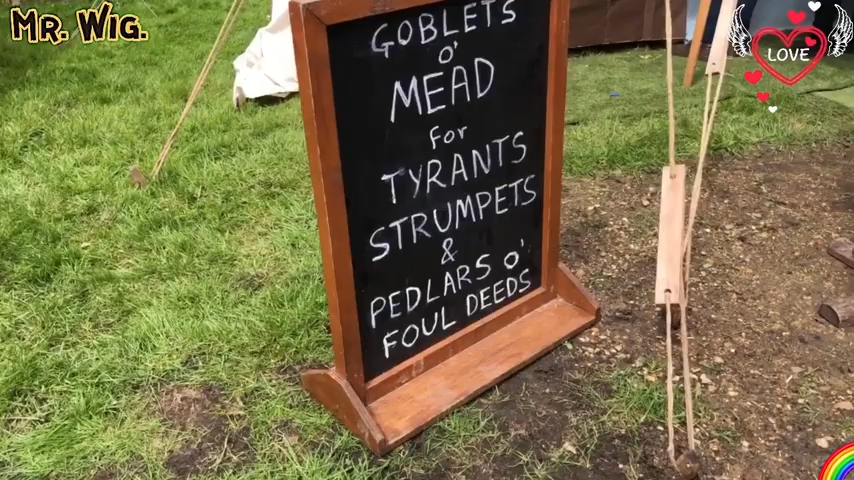 MR. WIG.
LOVE
GOBLETS
O'
MEAD
for
TYRANTS
STRUMPETS
&
PEDLARS O'
FOUL DEEDS